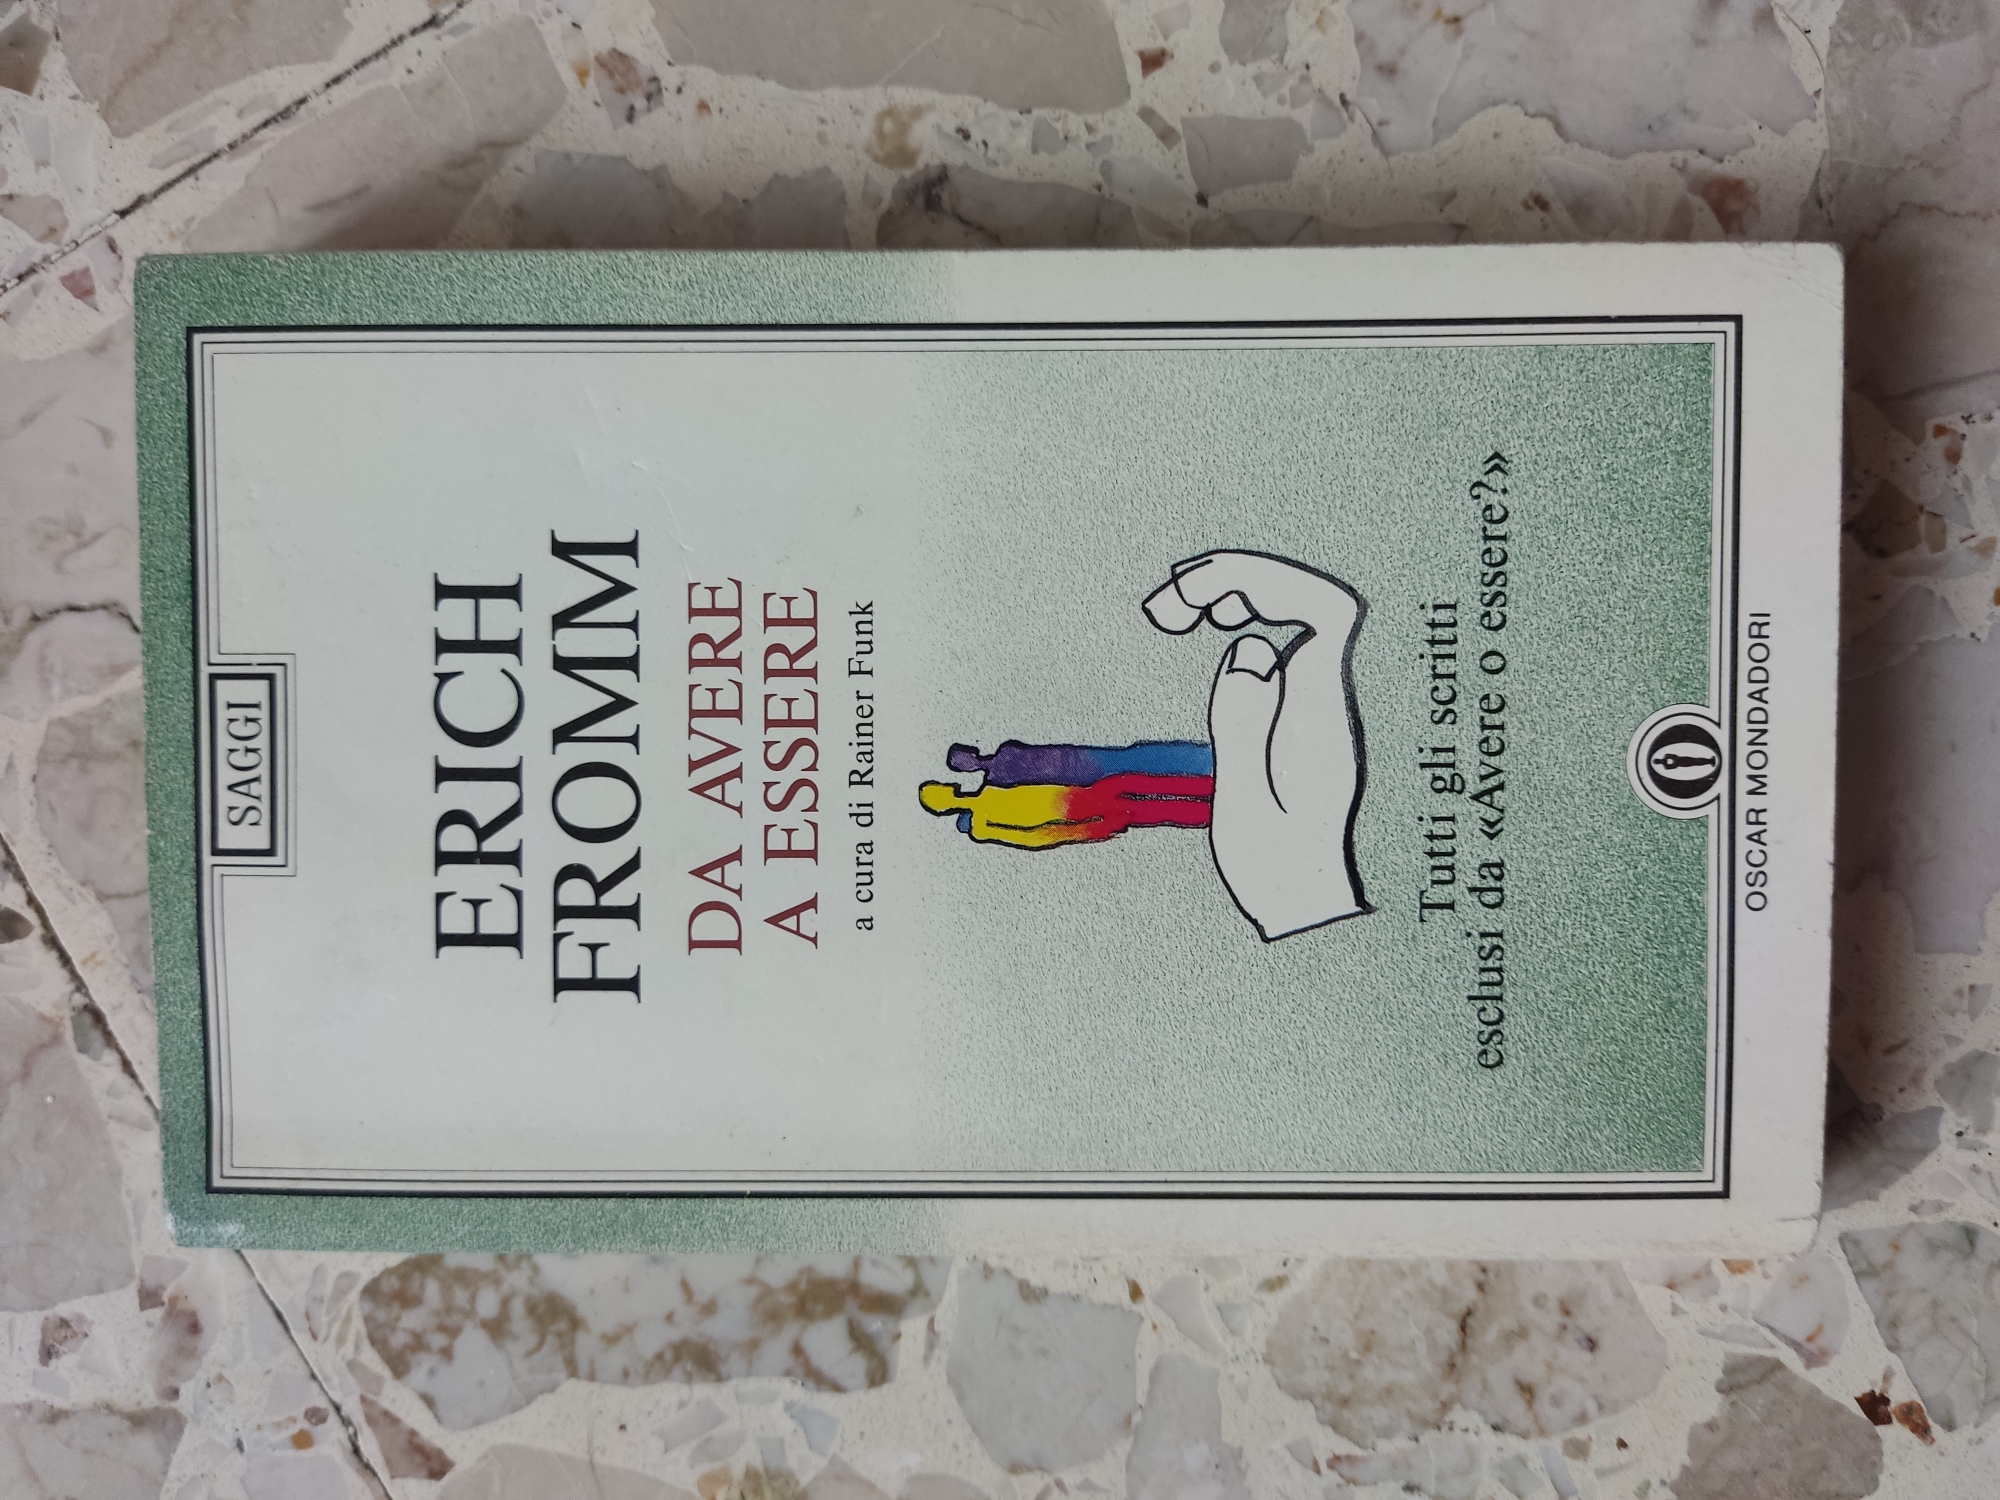 SAGGI
ERICH
FROMM
DA AVERE
A ESSERE
a cura di Rainer Funk
Tutti gli scritti
esclusi da «Avere o essere?»
OSCAR MONDADORI